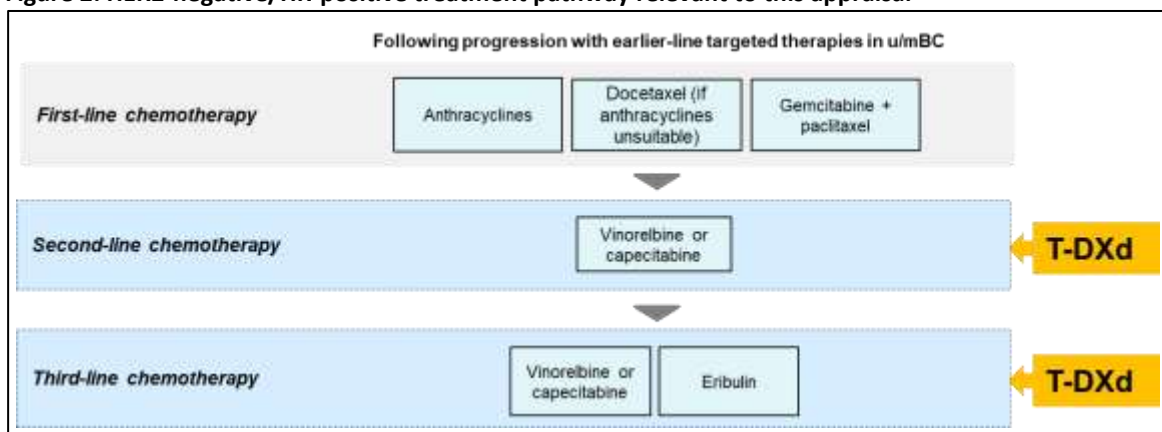 Following progression with earlier-line targeted therapies in u/mBC
First-line chemotherapy
Anthracyclines
Docetaxel (if
anthracyclines
unsuitable)
Gemcitabine +
paclitaxel
Second-line chemotherapy
Vinorelbine or
capecitabine
T-DXd
Third-line chemotherapy
Vinorelbine or
capecitabine
Eribulin
T-DXd